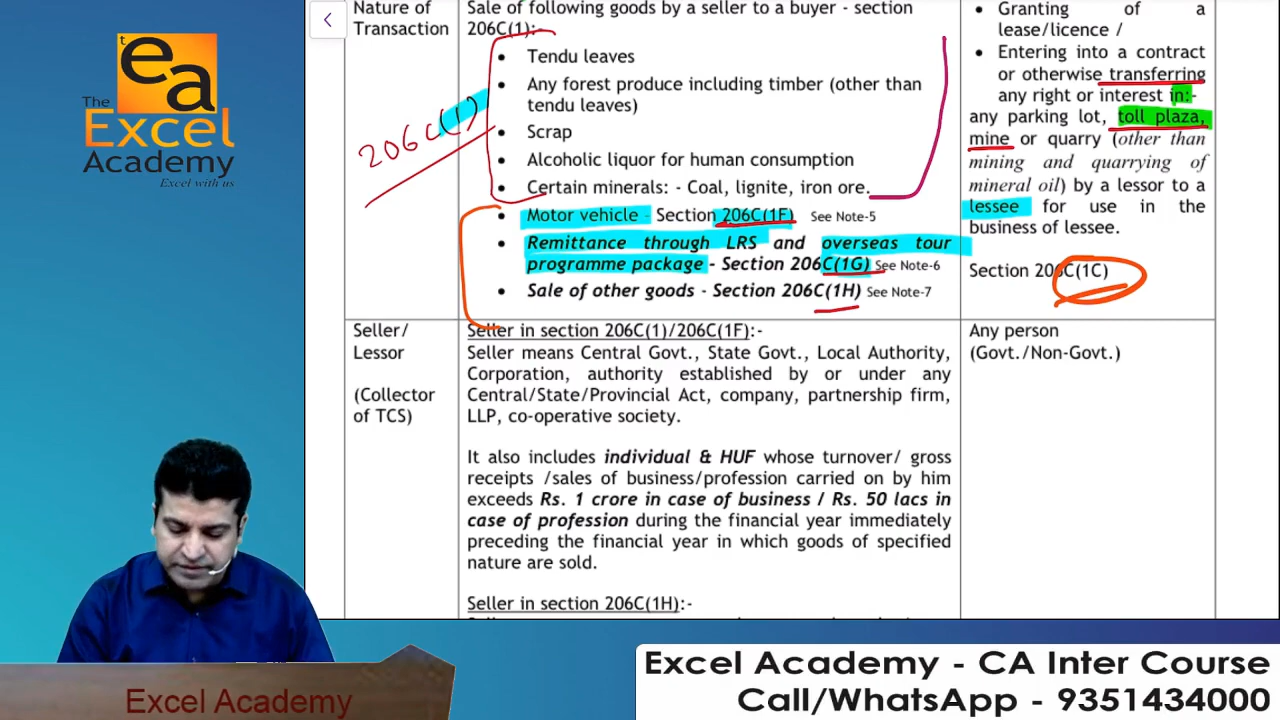 t
ea
The
Excel
Academy
Excel with us
<
206C(1)
Nature of
Transaction
Sale of following goods by a seller to a buyer - section
206C(1):-
• Tendu leaves
• Any forest produce including timber (other than
tendu leaves)
• Scrap
• Alcoholic liquor for human consumption
• Certain minerals: - Coal, lignite, iron ore.
• Motor vehicle - Section 206C(1F) See Note-5
• Remittance through LRS and overseas tour
programme package - Section 206C(1G) See Note-6
• Sale of other goods - Section 206C(1H) See Note-7
• Granting of a
lease/licence /
• Entering into a contract
or otherwise transferring
any right or interest in:-
any parking lot, toll plaza,
mine or quarry (other than
mining and quarrying of
mineral oil) by a lessor to a
lessee for use in the
business of lessee.
Section 206C(1C)
Seller/
Lessor
(Collector
of TCS)
Seller in section 206C(1)/206C(1F):-
Seller means Central Govt., State Govt., Local Authority,
Corporation, authority established by or under any
Central/State/Provincial Act, company, partnership firm,
LLP, co-operative society.
It also includes individual & HUF whose turnover/ gross
receipts /sales of business/profession carried on by him
exceeds Rs. 1 crore in case of business / Rs. 50 lacs in
case of profession during the financial year immediately
preceding the financial year in which goods of specified
nature are sold.
Seller in section 206C(1H):-
Any person
(Govt./Non-Govt.)
Excel Academy
Excel Academy - CA Inter Course
Call/WhatsApp - 9351434000